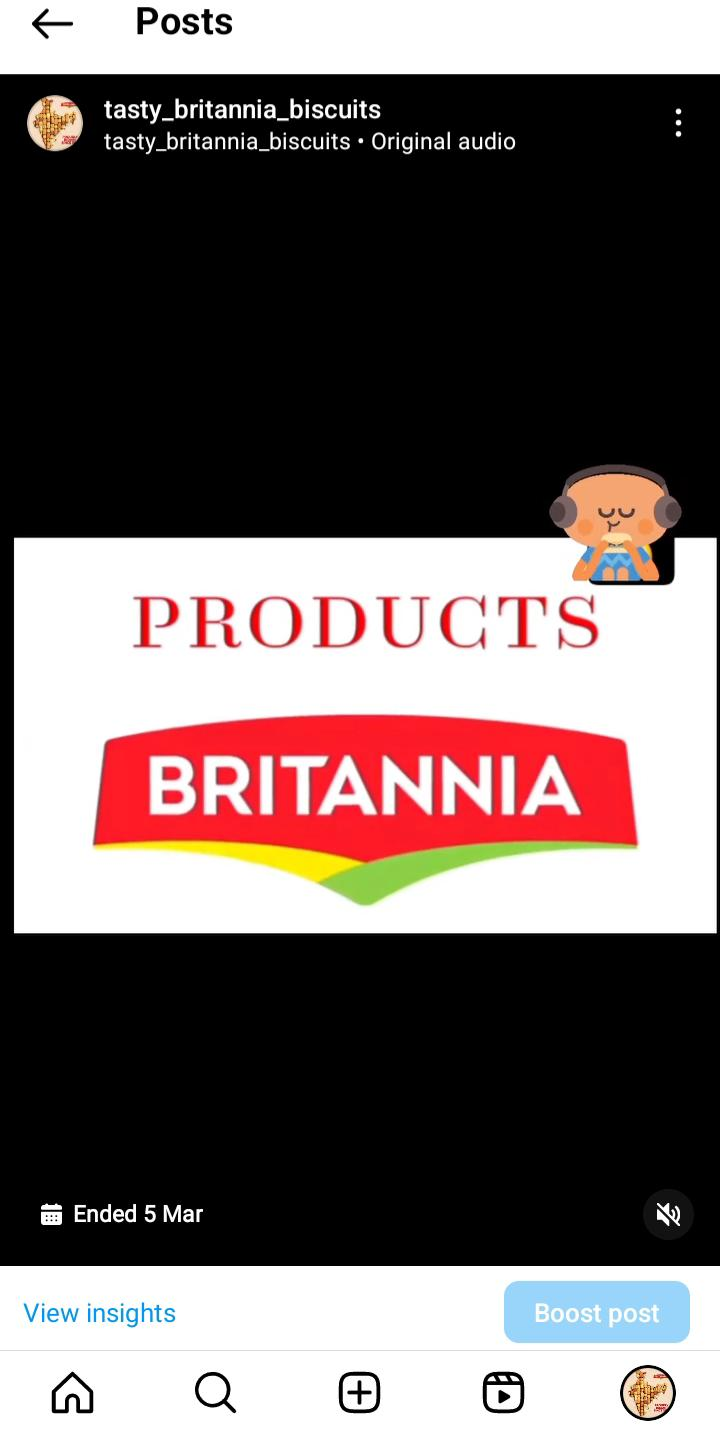 Posts
tasty_britannia_biscuits
tasty_britannia_biscuits • Original audio
PRODUCTS
BRITANNIA
Ended 5 Mar
View insights
Boost post